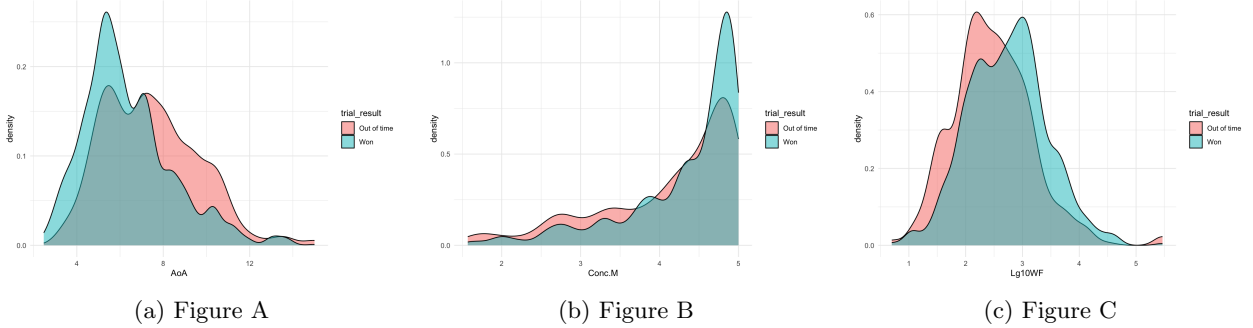 0.2
0.1
0.0
density
4
8
12
AoA
trial_result
Out of time
Won
(a) Figure A
1.0
0.5
0.0
density
2
3
4
5
Conc.M
trial_result
Out of time
Won
(b) Figure B
0.6
0.4
0.2
0.0
density
1
2
3
4
5
Lg10WF
trial_result
Out of time
Won
(c) Figure C